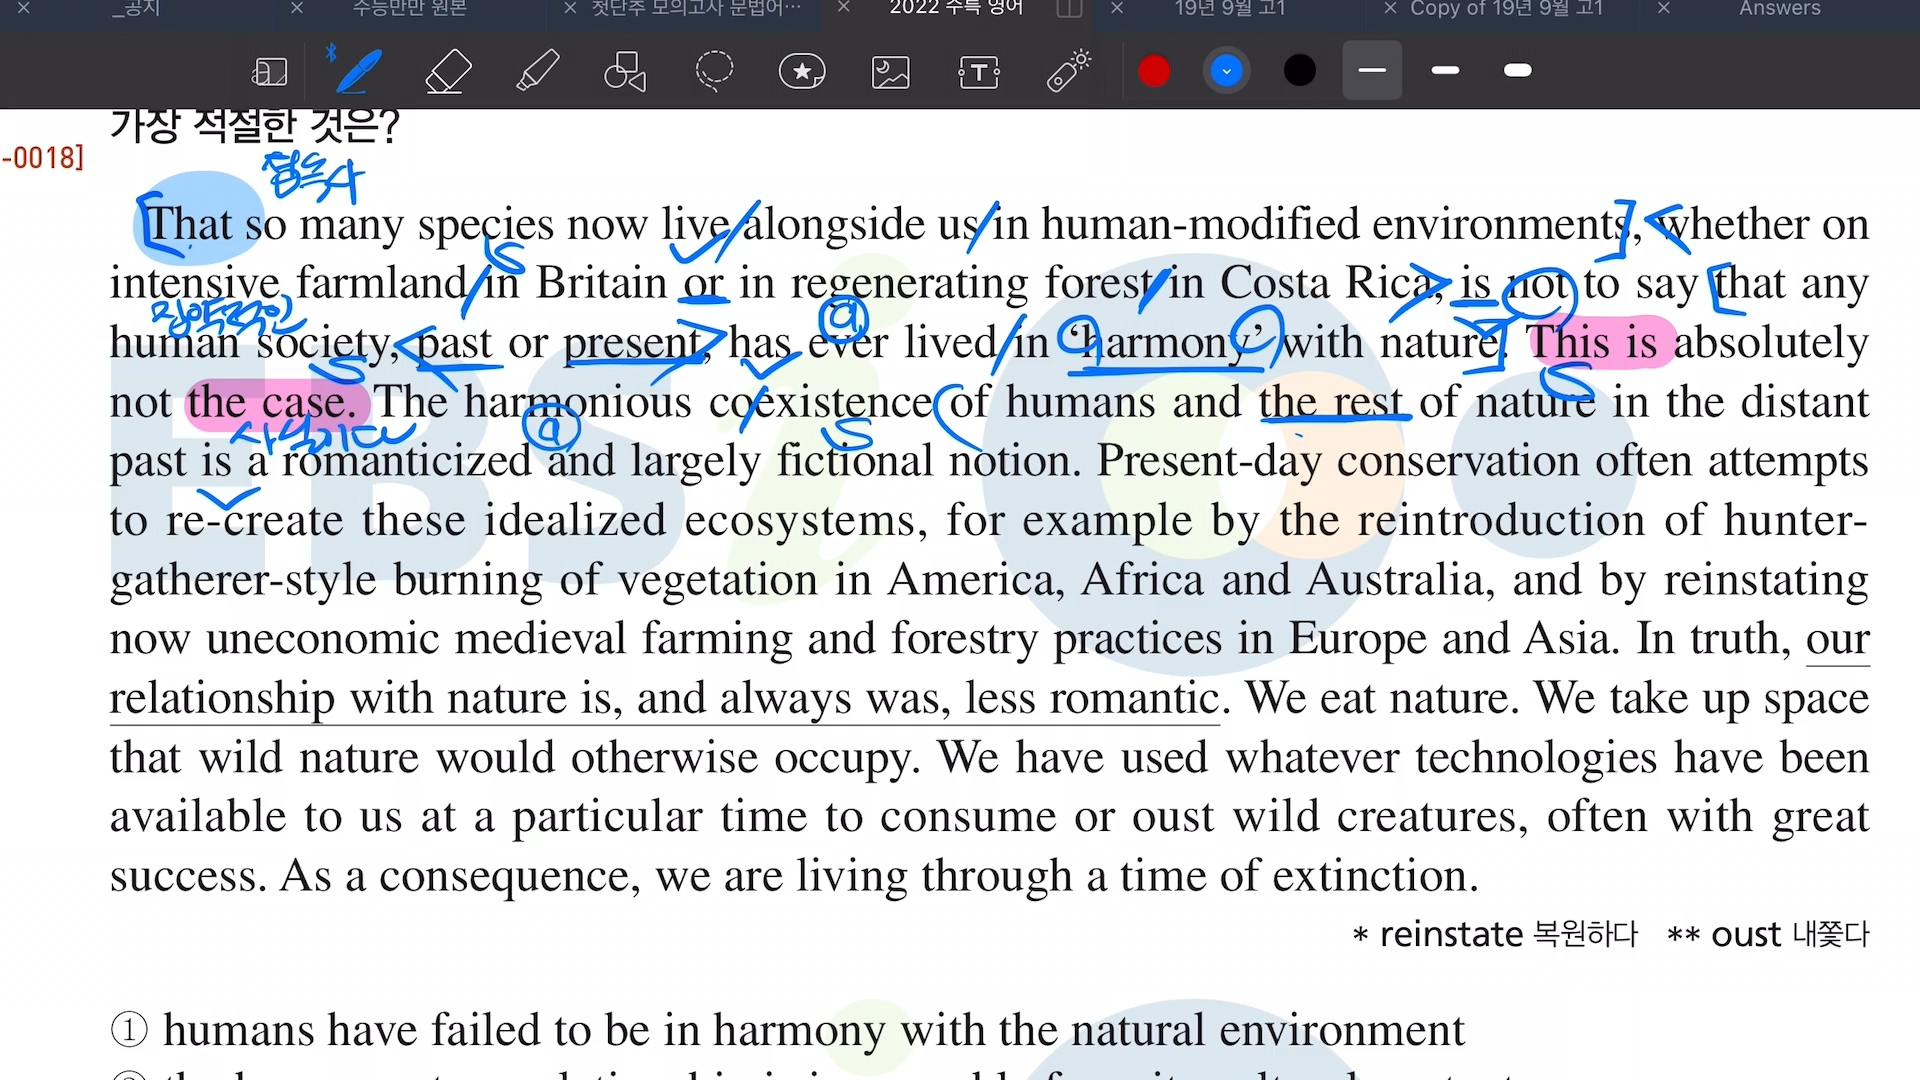 _공지
수능만만 원본
첫단추 모의고사 문법어···
2022 수특 영어
19년 9월 고1
Copy of 19년 9월 고1
Answers
가장 적절한 것은?
-0018]
접속사
That so many species now live alongside us in human-modified environments, whether on
intensive farmland in Britain or in regenerating forest in Costa Rica, is not to say that any
human society, past or present, has ever lived in ‘harmony’ with nature. This is absolutely
not the case. The harmonious coexistence of humans and the rest of nature in the distant
past is a romanticized and largely fictional notion. Present-day conservation often attempts
to re-create these idealized ecosystems, for example by the reintroduction of hunter-
gatherer-style burning of vegetation in America, Africa and Australia, and by reinstating
now uneconomic medieval farming and forestry practices in Europe and Asia. In truth, our
relationship with nature is, and always was, less romantic. We eat nature. We take up space
that wild nature would otherwise occupy. We have used whatever technologies have been
available to us at a particular time to consume or oust wild creatures, often with great
success. As a consequence, we are living through a time of extinction.
* reinstate 복원하다 ** oust 내쫓다
① humans have failed to be in harmony with the natural environment